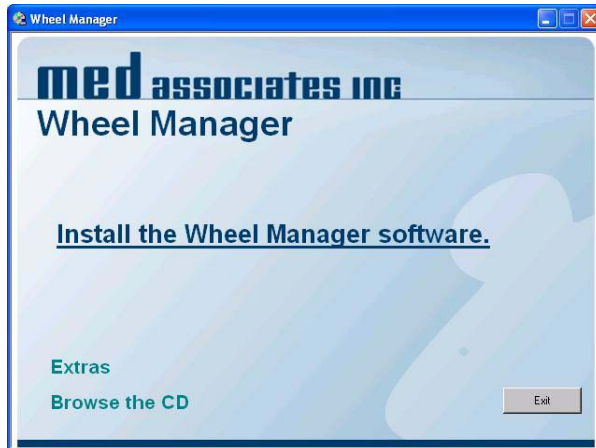 Wheel Manager
med associates inc
Wheel Manager
Install the Wheel Manager software.
Extras
Browse the CD
Exit